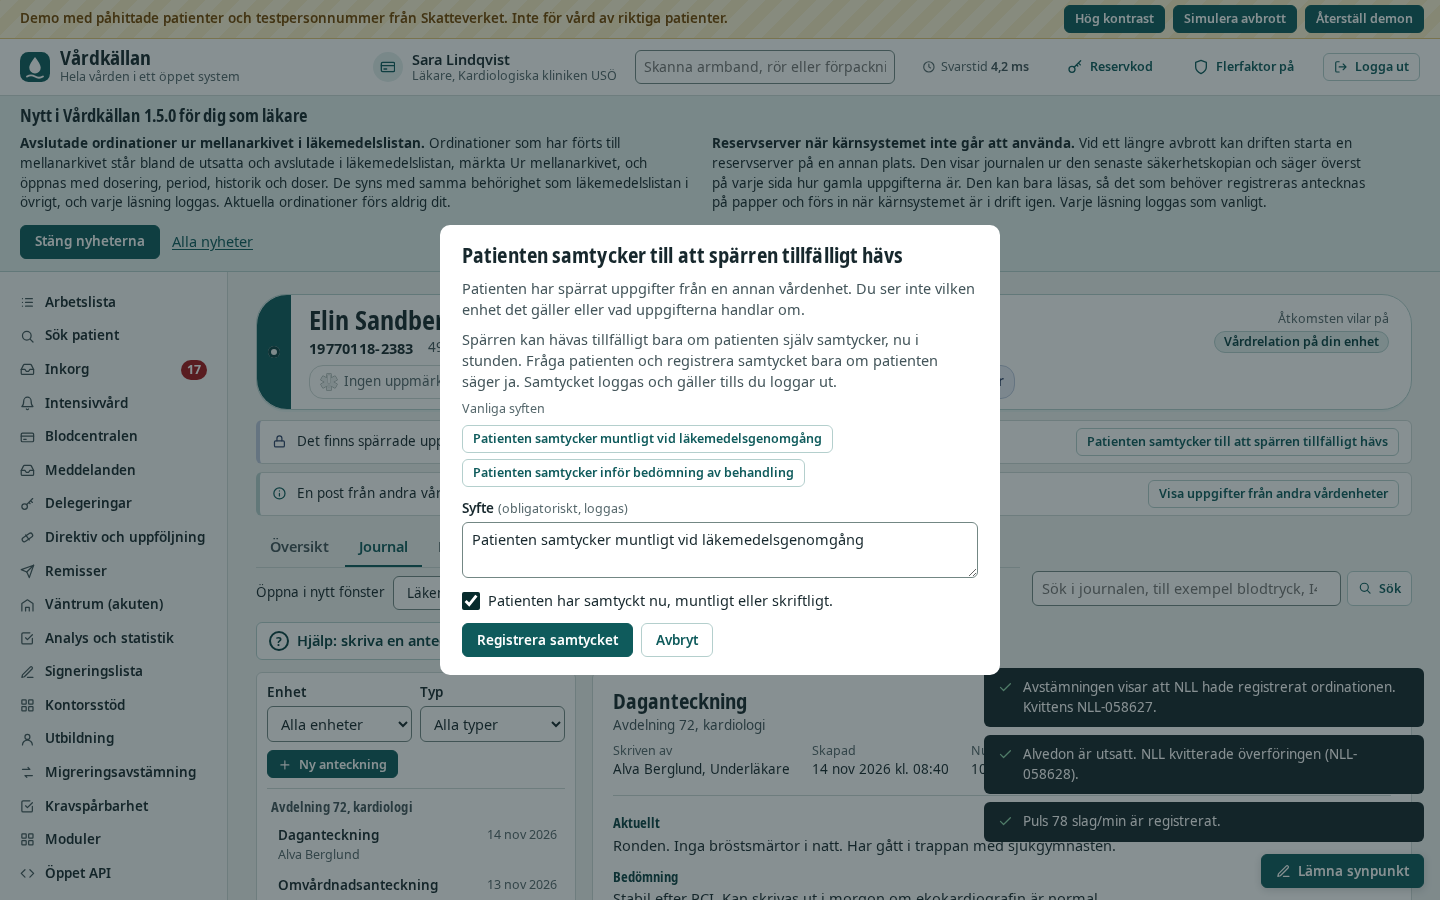 Demo med påhittade patienter och testpersonnummer från Skatteverket. Inte för vård av riktiga patienter.
Hög kontrast
Simulera avbrott
Återställ demon
Vårdkällan
Hela vården i ett öppet system
Sara Lindqvist
Läkare, Kardiologiska kliniken USÖ
Skanna armband, rör eller förpackni
Svarstid 4,2 ms
Reservkod
Flerfaktor på
Logga ut
Nytt i Vårdkällan 1.5.0 för dig som läkare
Avslutade ordinationer ur mellanarkivet i läkemedelslistan. Ordinationer som har förts till
mellanarkivet står bland de utsatta och avslutade i läkemedelslistan, märkta Ur mellanarkivet, och
öppnas med dosering, period, historik och doser. De syns med samma behörighet som läkemedelslistan i
övrigt, och varje läsning loggas. Aktuella ordinationer förs aldrig dit.
Reservserver när kärnsystemet inte går att använda. Vid ett längre avbrott kan driften starta en
reservserver på en annan plats. Den visar journalen ur den senaste säkerhetskopian och säger överst
på varje sida hur gamla uppgifterna är. Den kan bara läsas, så det som behöver registreras antecknas
på papper och förs in när kärnsystemet är i drift igen. Varje läsning loggas som vanligt.
Stäng nyheterna
Alla nyheter
Arbetslista
Sök patient
Inkorg
17
Intensivvård
Blodcentralen
Meddelanden
Delegeringar
Direktiv och uppföljning
Remisser
Väntrum (akuten)
Analys och statistik
Signeringslista
Kontorsstöd
Utbildning
Migreringsavstämning
Kravspårbarhet
Moduler
Öppet API
Elin Sandber
19770118-2383
49
Ingen uppmärk
Åtkomsten vilar på
Vårdrelation på din enhet
Det finns spärrade upp
Patienten samtycker till att spärren tillfälligt hävs
En post från andra vår
Visa uppgifter från andra vårdenheter
Översikt
Journal
Öppna i nytt fönster
Läken
Sök i journalen, till exempel blodtryck, I-
Sök
Hjälp: skriva en ante
Enhet
Typ
Alla enheter
Alla typer
Ny anteckning
Avdelning 72, kardiologi
Daganteckning
14 nov 2026
Alva Berglund
Omvårdnadsanteckning
13 nov 2026
Patienten samtycker till att spärren tillfälligt hävs
Patienten har spärrat uppgifter från en annan vårdenhet. Du ser inte vilken
enhet det gäller eller vad uppgifterna handlar om.
Spärren kan hävas tillfälligt bara om patienten själv samtycker, nu i
stunden. Fråga patienten och registrera samtycket bara om patienten
säger ja. Samtycket loggas och gäller tills du loggar ut.
Vanliga syften
Patienten samtycker muntligt vid läkemedelsgenomgång
Patienten samtycker inför bedömning av behandling
Syfte (obligatoriskt, loggas)
Patienten samtycker muntligt vid läkemedelsgenomgång
Patienten har samtyckt nu, muntligt eller skriftligt.
Registrera samtycket
Avbryt
Daganteckning
Avdelning 72, kardiologi
Skriven av
Alva Berglund, Underläkare
Skapad
14 nov 2026 kl. 08:40
Aktuellt
Ronden. Inga bröstsmärtor i natt. Har gått i trappan med sjukgymnasten.
Bedömning
Stabil efter PCI. Kan skrivas ut i morgon om ekokardiografin är normal.
Avstämningen visar att NLL hade registrerat ordinationen.
Kvittens NLL-058627.
Alvedon är utsatt. NLL kvitterade överföringen (NLL-
058628).
Puls 78 slag/min är registrerat.
Lämna synpunkt